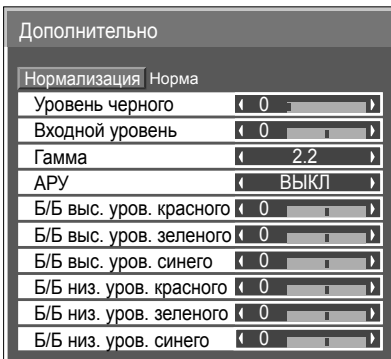 Дополнительно
Нормализация Норма
Уровень черного 0
Входной уровень 0
Гамма 2.2
АРУ ВЫКЛ
Б/Б выс. уров. красного 0
Б/Б выс. уров. зеленого 0
Б/Б выс. уров. синего 0
Б/Б низ. уров. красного 0
Б/Б низ. уров. зеленого 0
Б/Б низ. уров. синего 0